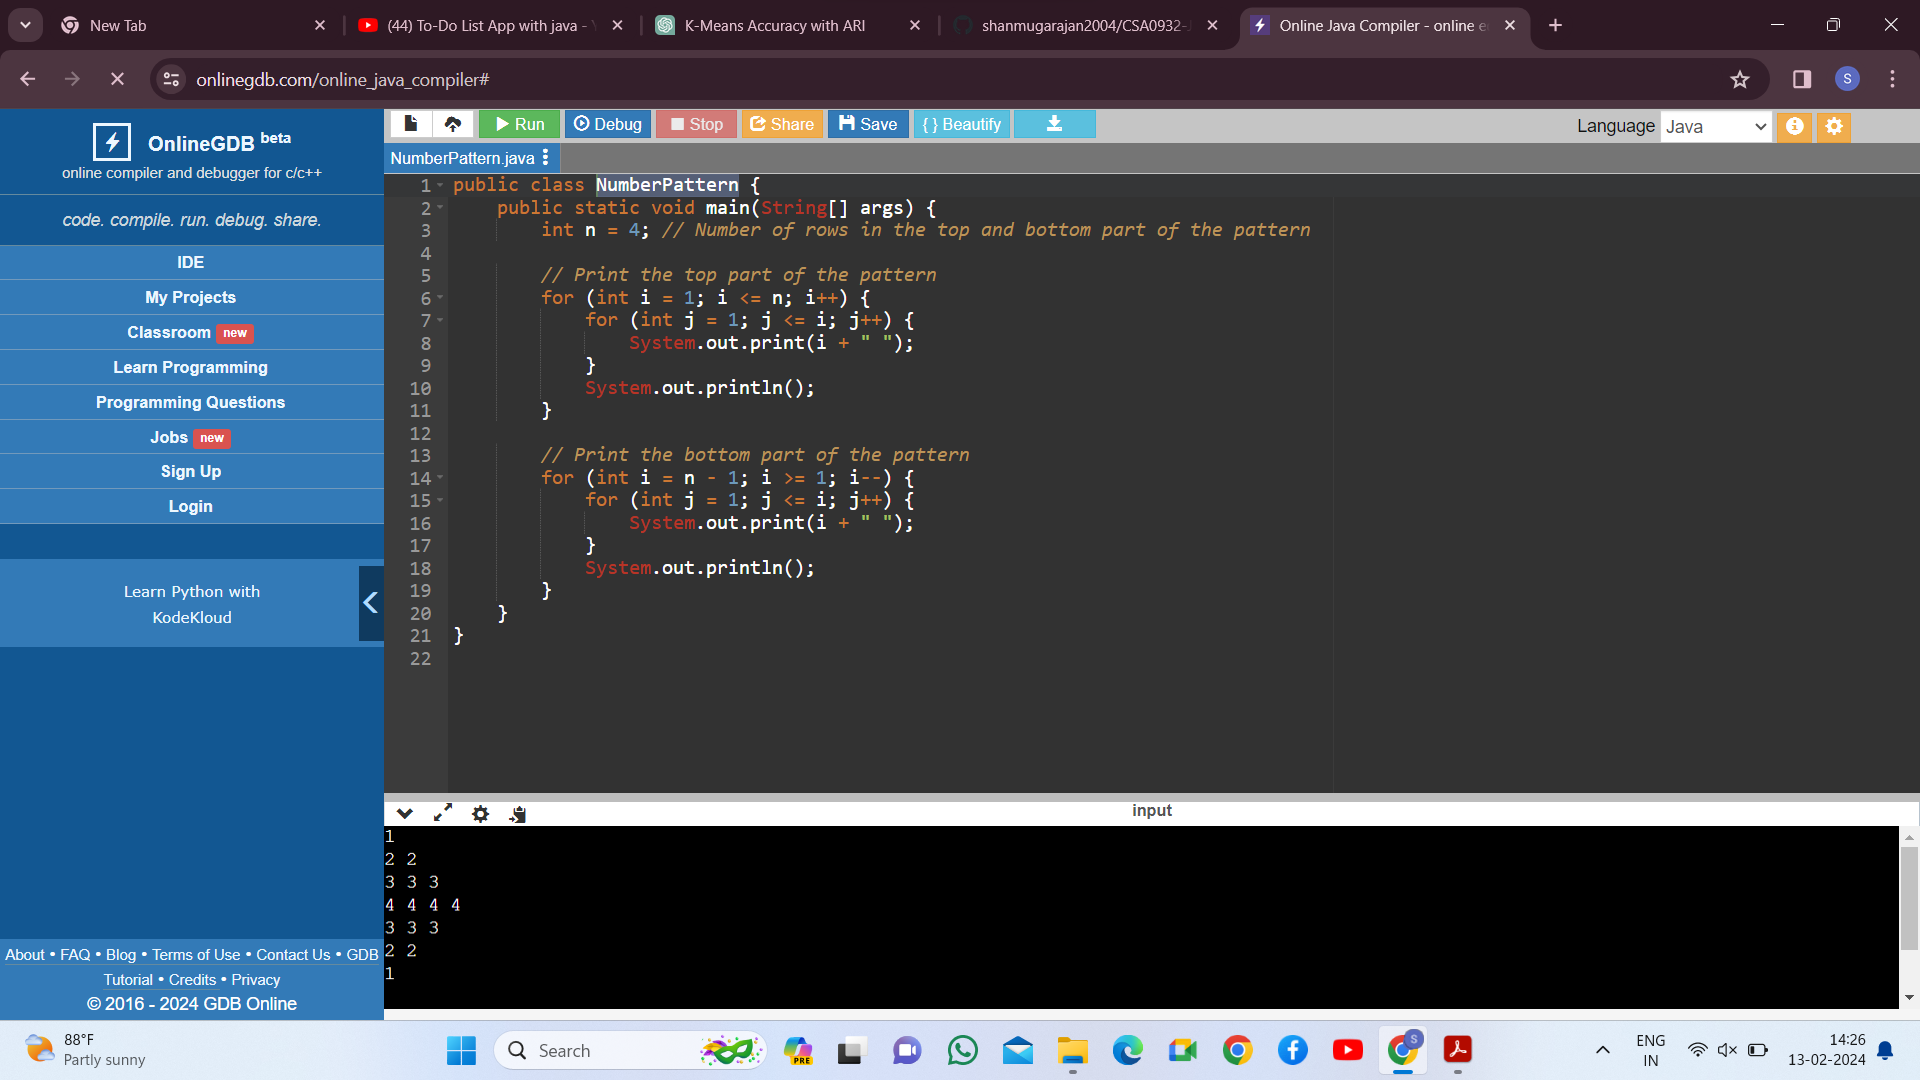 New Tab
(44) To-Do List App with java -
K-Means Accuracy with ARI
shanmugarajan2004/CSA0932-
Online Java Compiler - online e
onlinegdb.com/online_java_compiler#
S
OnlineGDB beta
online compiler and debugger for c/c++
code. compile. run. debug. share.
IDE
My Projects
Classroom new
Learn Programming
Programming Questions
Jobs new
Sign Up
Login
Learn Python with
KodeKloud
About • FAQ • Blog • Terms of Use • Contact Us • GDB
Tutorial • Credits • Privacy
© 2016 - 2024 GDB Online
Run Debug Stop Share Save { } Beautify
Language Java
NumberPattern.java
1 public class NumberPattern {
2 public static void main(String[] args) {
3 int n = 4; // Number of rows in the top and bottom part of the pattern
4
5 // Print the top part of the pattern
6 for (int i = 1; i <= n; i++) {
7 for (int j = 1; j <= i; j++) {
8 System.out.print(i + " ");
9 }
10 System.out.println();
11 }
12
13 // Print the bottom part of the pattern
14 for (int i = n - 1; i >= 1; i--) {
15 for (int j = 1; j <= i; j++) {
16 System.out.print(i + " ");
17 }
18 System.out.println();
19 }
20 }
21 }
22
input
1
2 2
3 3 3
4 4 4 4
3 3 3
2 2
1
88°F
Partly sunny
Search
PRE
S
ENG
IN
14:26
13-02-2024